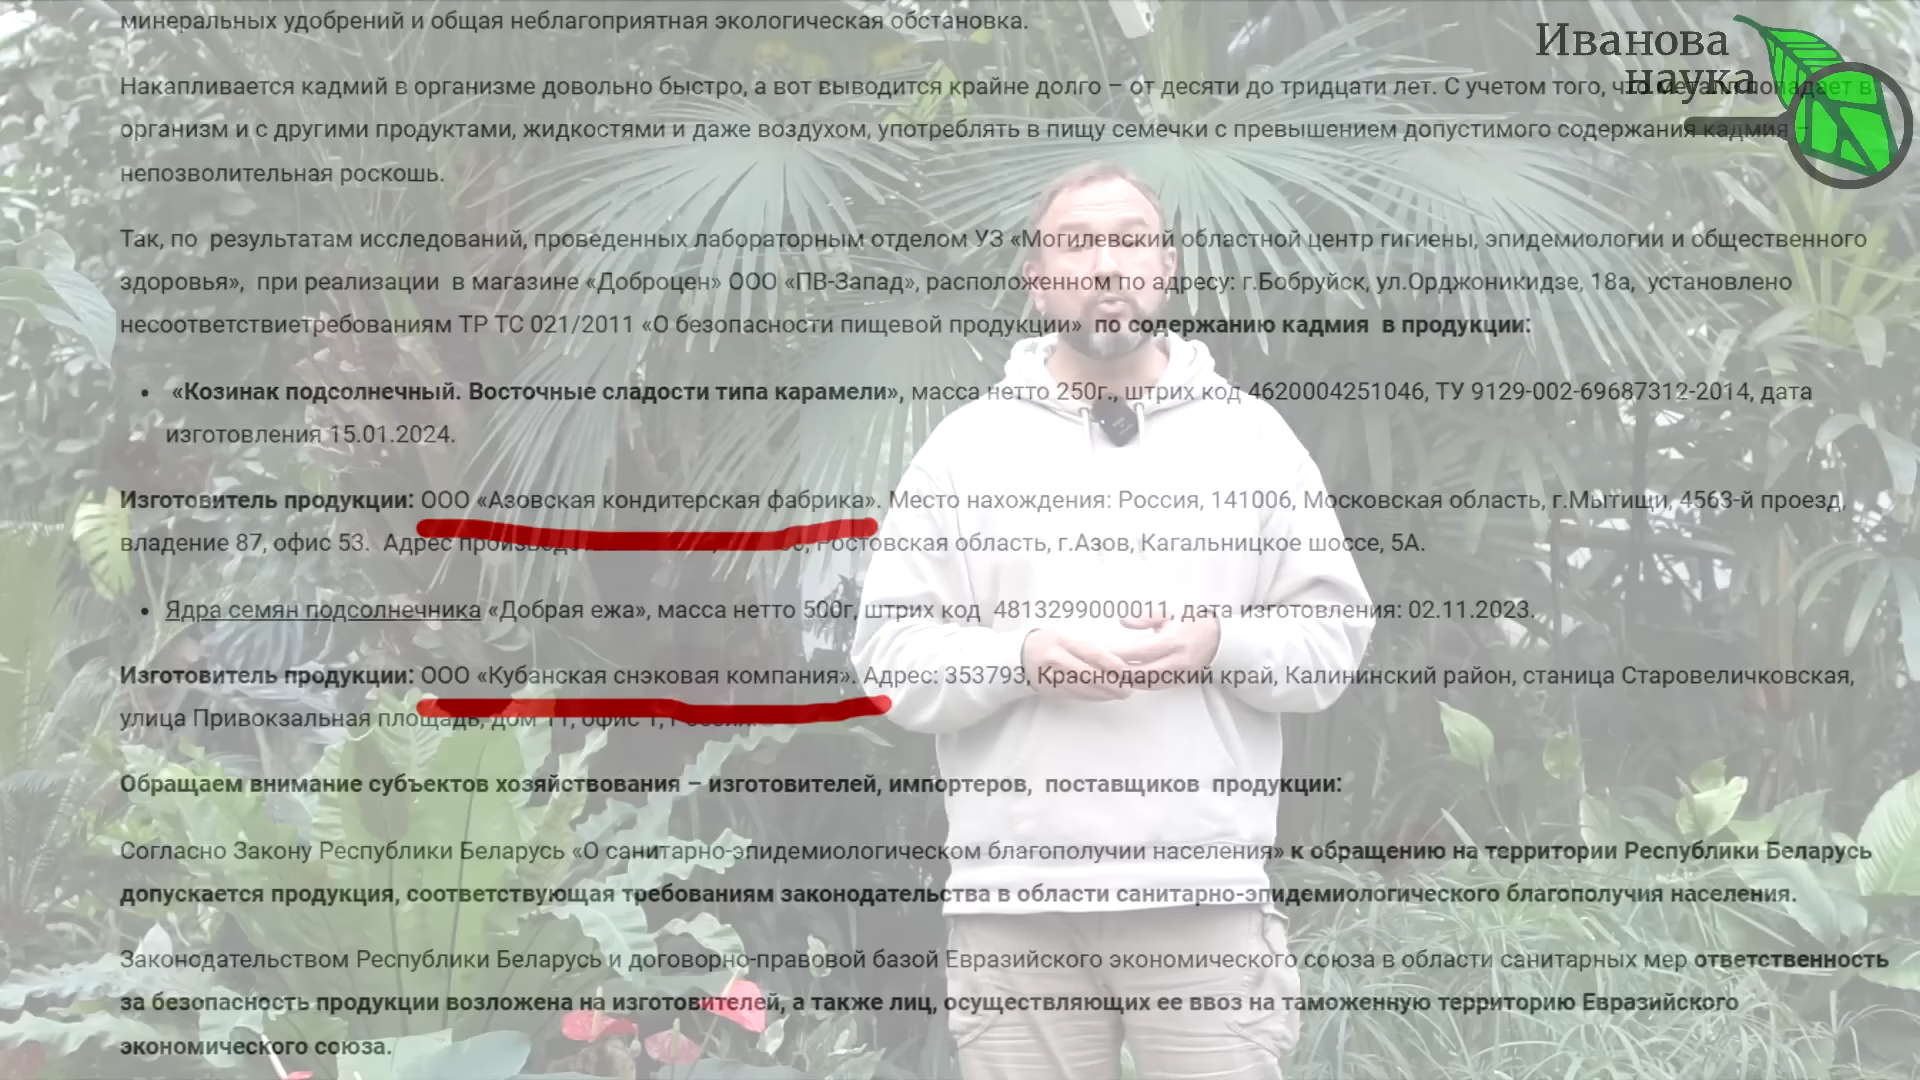 Иванова
наука
минеральных удобрений и общая неблагоприятная экологическая обстановка.
Накапливается кадмий в организме довольно быстро, а вот выводится крайне долго – от десяти до тридцати лет. С учетом того, что металл попадает в
организм и с другими продуктами, жидкостями и даже воздухом, употреблять в пищу семечки с превышением допустимого содержания кадмия –
непозволительная роскошь.
Так, по результатам исследований, проведенных лабораторным отделом УЗ «Могилевский областной центр гигиены, эпидемиологии и общественного
здоровья», при реализации в магазине «Доброцен» ООО «ПВ-Запад», расположенном по адресу: г.Бобруйск, ул.Орджоникидзе, 18а, установлено
несоответствиетребованиям ТР ТС 021/2011 «О безопасности пищевой продукции» по содержанию кадмия в продукции:
• «Козинак подсолнечный. Восточные сладости типа карамели», масса нетто 250г., штрих код 4620004251046, ТУ 9129-002-69687312-2014, дата
изготовления 15.01.2024.
Изготовитель продукции: ООО «Азовская кондитерская фабрика». Место нахождения: Россия, 141006, Московская область, г.Мытищи, 4563-й проезд,
владение 87, офис 53. Адрес Ростовская область, г.Азов, Кагальницкое шоссе, 5А.
• Ядра семян подсолнечника «Добрая ежа», масса нетто 500г, штрих код 4813299000011, дата изготовления: 02.11.2023.
Изготовитель продукции: ООО «Кубанская снэковая компания». Адрес: 353793, Краснодарский край, Калининский район, станица Старовеличковская,
улица Привокзальная площадь, дом 11, офис 1,
Обращаем внимание субъектов хозяйствования – изготовителей, импортеров, поставщиков продукции:
Согласно Закону Республики Беларусь «О санитарно-эпидемиологическом благополучии населения» к обращению на территории Республики Беларусь
допускается продукция, соответствующая требованиям законодательства в области санитарно-эпидемиологического благополучия населения.
Законодательством Республики Беларусь и договорно-правовой базой Евразийского экономического союза в области санитарных мер ответственность
за безопасность продукции возложена на изготовителей, а также лиц, осуществляющих ее ввоз на таможенную территорию Евразийского
экономического союза.